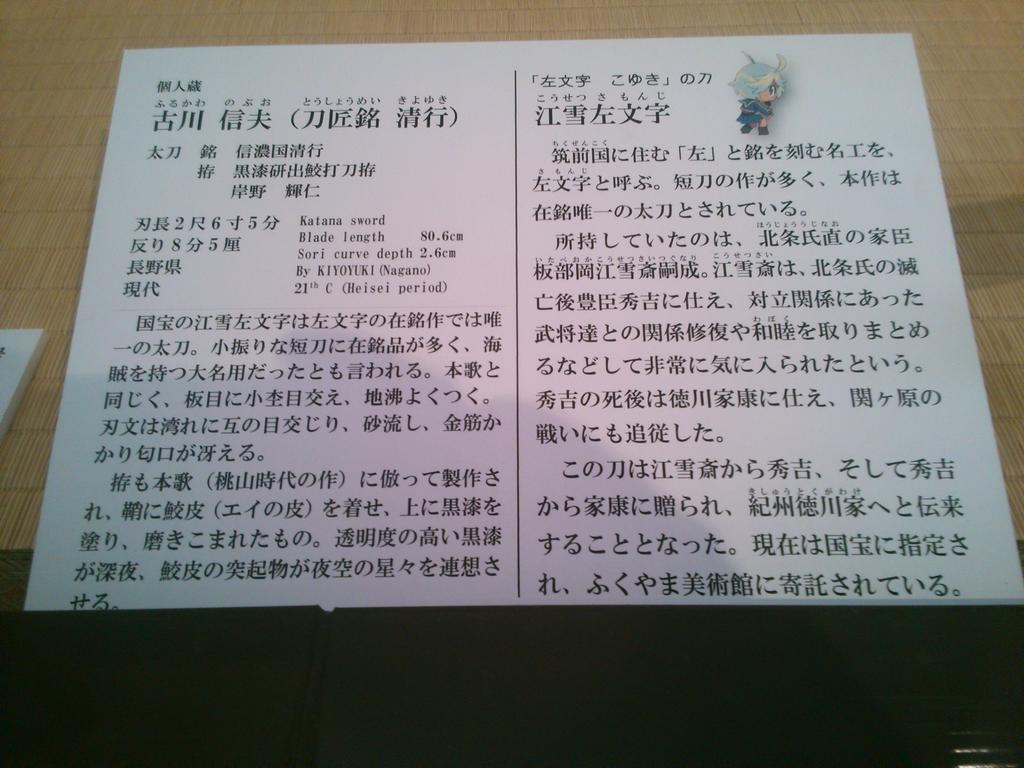 個人蔵
ふるかわ のぶお とうしょうめい きよゆき
古川 信夫(刀匠銘 清行)
太刀 銘 信濃国清行
拵 黒漆研出鮫打刀拵
岸野 輝仁
刃長2尺6寸5分
反り8分5厘
長野県
現代
Katana sword
Blade length 80.6cm
Sori curve depth 2.6cm
By KIYOYUKI(Nagano)
21th C (Heisei period)
国宝の江雪左文字は左文字の在銘作では唯
一の太刀。小振りな短刀に在銘品が多く、海
賊を持つ大名用だったとも言われる。本歌と
同じく、板目に小杢目交え、地沸よくつく。
刃文は湾れに互の目交じり、砂流し、金筋か
かり匂口が冴える。
拵も本歌(桃山時代の作)に倣って製作さ
れ、鞘に鮫皮(エイの皮)を着せ、上に黒漆を
塗り、磨きこまれたもの。透明度の高い黒漆
が深夜、鮫皮の突起物が夜空の星々を連想さ
せる。
「左文字 こゆき」の刀
こうせつ さ もんじ
江雪左文字
ちくぜんこく
筑前国に住む「左」と銘を刻む名工を、
さ もんじ
左文字と呼ぶ。短刀の作が多く、本作は
在銘唯一の太刀とされている。
ほうじょううじなお
所持していたのは、北条氏直の家臣
いたべおかこうせつさいつぐなり こうせつさい
板部岡江雪斎嗣成。江雪斎は、北条氏の滅
亡後豊臣秀吉に仕え、対立関係にあった
わぼく
武将達との関係修復や和睦を取りまとめ
るなどして非常に気に入られたという。
秀吉の死後は徳川家康に仕え、関ヶ原の
戦いにも追従した。
この刀は江雪斎から秀吉、そして秀吉
きしゅうとくがわけ
から家康に贈られ、紀州徳川家へと伝来
することとなった。現在は国宝に指定さ
れ、ふくやま美術館に寄託されている。